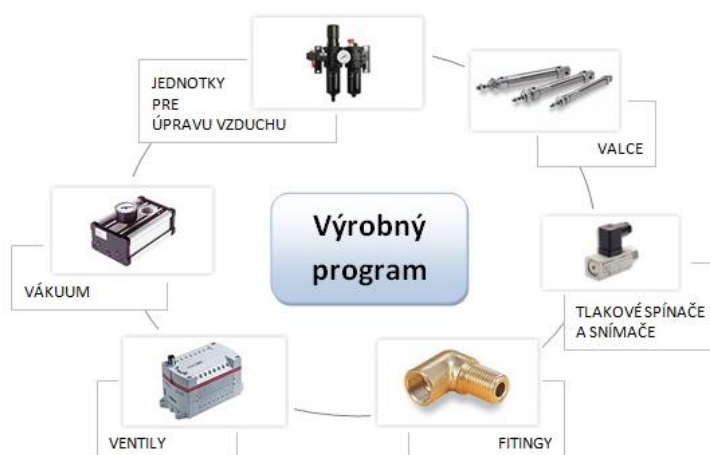 JEDNOTKY
PRE
ÚPRAVU VZDUCHU
VALCE
Výrobný
program
VÁKUUM
TLAKOVÉ SPÍNAČE
A SNÍMAČE
VENTILY
FITINGY